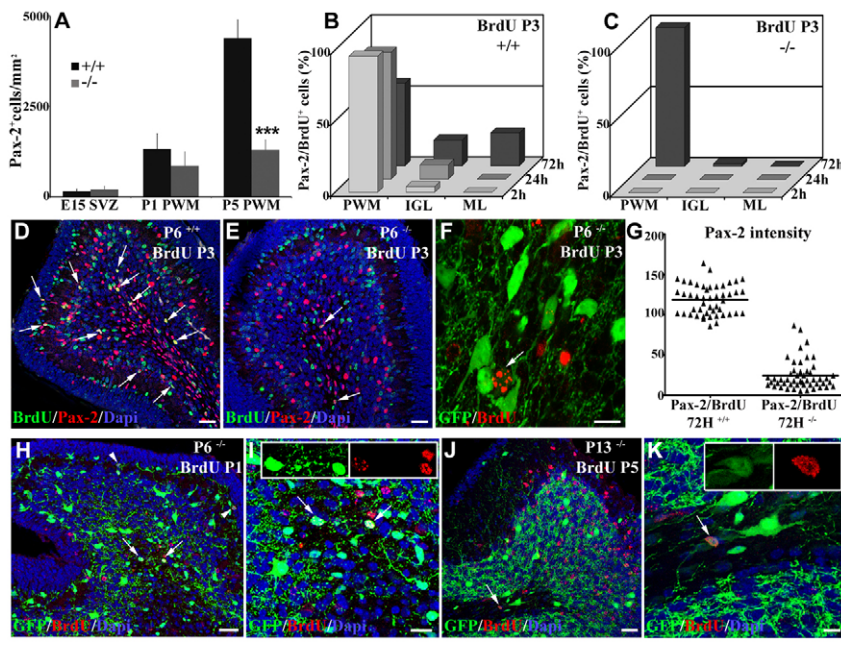 A
5000
2500
0
Pax-2⁺cells/mm²
+/+
-/-
***
E15 SVZ P1 PWM P5 PWM
B
BrdU P3
+/+
100
50
0
Pax-2/BrdU⁺ cells (%)
PWM IGL ML
72h
24h
2h
C
BrdU P3
-/-
100
50
0
Pax-2/BrdU⁺ cells (%)
PWM IGL ML
72h
24h
2h
D
P6 +/+
BrdU P3
BrdU/Pax-2/Dapi
E
P6 -/-
BrdU P3
BrdU/Pax-2/Dapi
F
P6 -/-
BrdU P3
GFP/BrdU
G
Pax-2 intensity
200
150
100
50
0
Pax-2/BrdU Pax-2/BrdU
72H +/+ 72H -/-
H
P6 -/-
BrdU P1
GFP/BrdU/Dapi
I
GFP/BrdU/Dapi
J
P13 -/-
BrdU P5
GFP/BrdU/Dapi
K
GFP/BrdU/Dapi